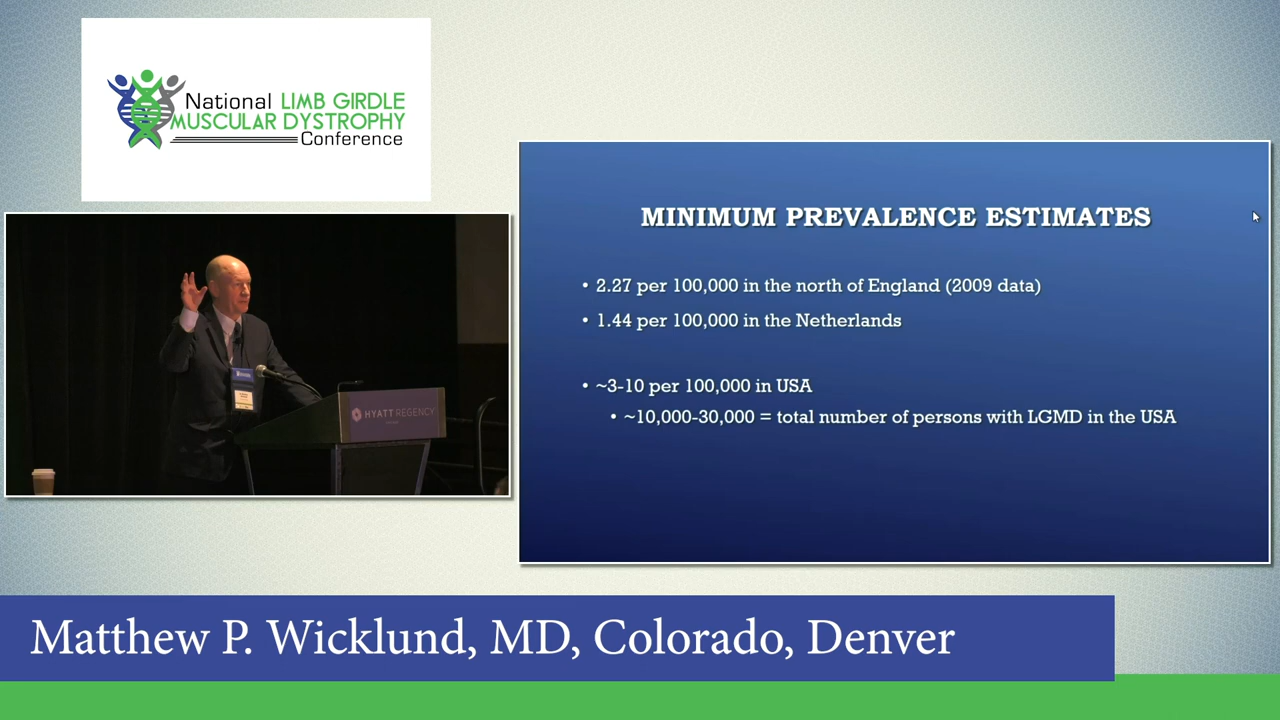 National LIMB GIRDLE
MUSCULAR DYSTROPHY
Conference
MINIMUM PREVALENCE ESTIMATES
• 2.27 per 100,000 in the north of England (2009 data)
• 1.44 per 100,000 in the Netherlands
• ~3-10 per 100,000 in USA
• ~10,000-30,000 = total number of persons with LGMD in the USA
HYATT REGENCY
Matthew P. Wicklund, MD, Colorado, Denver